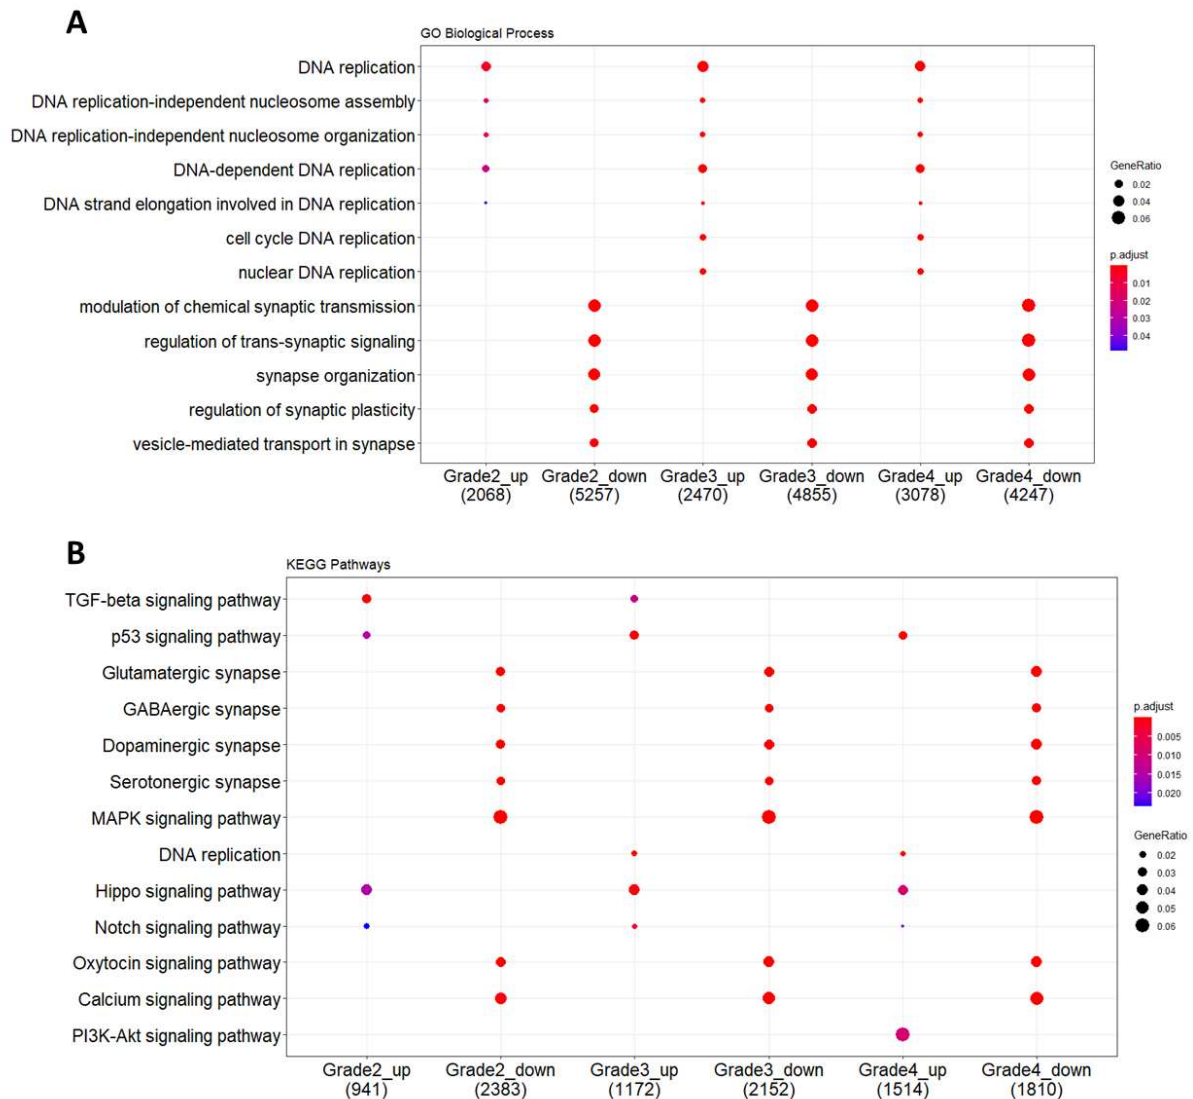 A
GO Biological Process
DNA replication
DNA replication-independent nucleosome assembly
DNA replication-independent nucleosome organization
DNA-dependent DNA replication
DNA strand elongation involved in DNA replication
cell cycle DNA replication
nuclear DNA replication
modulation of chemical synaptic transmission
regulation of trans-synaptic signaling
synapse organization
regulation of synaptic plasticity
vesicle-mediated transport in synapse
Grade2_up Grade2_down Grade3_up Grade3_down Grade4_up Grade4_down
(2068) (5257) (2470) (4855) (3078) (4247)
GeneRatio
0.02
0.04
0.06
p.adjust
0.01
0.02
0.03
0.04
B
KEGG Pathways
TGF-beta signaling pathway
p53 signaling pathway
Glutamatergic synapse
GABAergic synapse
Dopaminergic synapse
Serotonergic synapse
MAPK signaling pathway
DNA replication
Hippo signaling pathway
Notch signaling pathway
Oxytocin signaling pathway
Calcium signaling pathway
PI3K-Akt signaling pathway
Grade2_up Grade2_down Grade3_up Grade3_down Grade4_up Grade4_down
(941) (2383) (1172) (2152) (1514) (1810)
p.adjust
0.005
0.010
0.015
0.020
GeneRatio
0.02
0.03
0.04
0.05
0.06